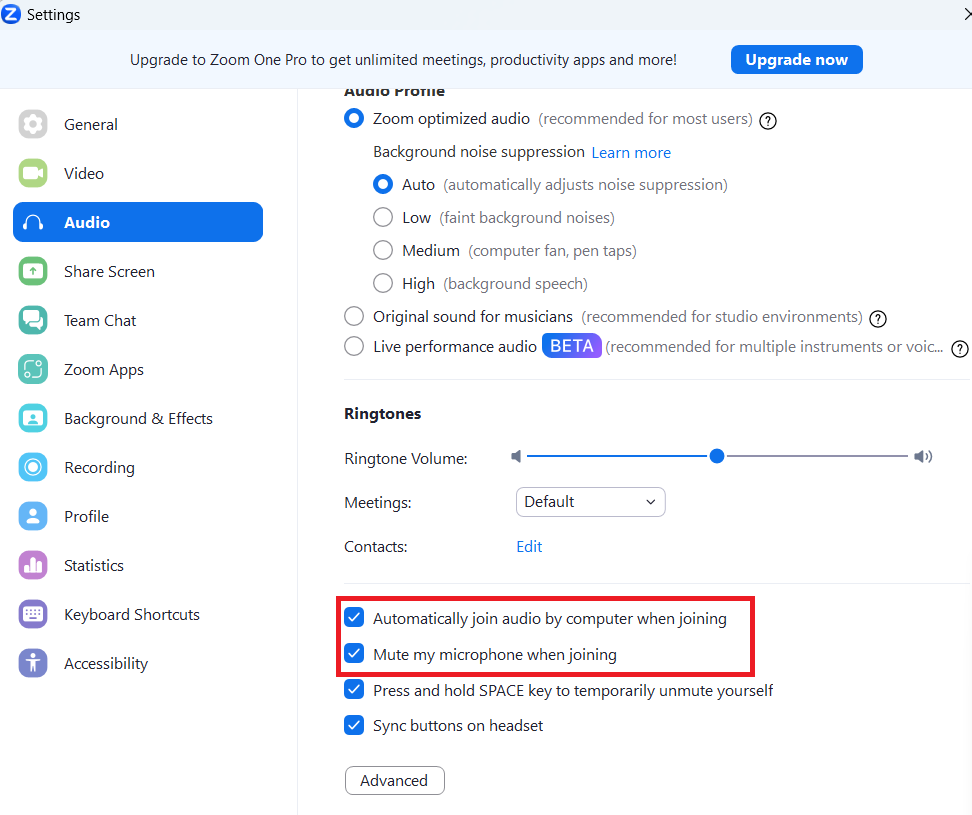 Settings
Upgrade to Zoom One Pro to get unlimited meetings, productivity apps and more! Upgrade now
General
Video
Audio
Share Screen
Team Chat
Zoom Apps
Background & Effects
Recording
Profile
Statistics
Keyboard Shortcuts
Accessibility
Audio Profile
Zoom optimized audio (recommended for most users) ?
Background noise suppression Learn more
Auto (automatically adjusts noise suppression)
Low (faint background noises)
Medium (computer fan, pen taps)
High (background speech)
Original sound for musicians (recommended for studio environments) ?
Live performance audio BETA (recommended for multiple instruments or voic... ?
Ringtones
Ringtone Volume:
Meetings: Default
Contacts: Edit
Automatically join audio by computer when joining
Mute my microphone when joining
Press and hold SPACE key to temporarily unmute yourself
Sync buttons on headset
Advanced